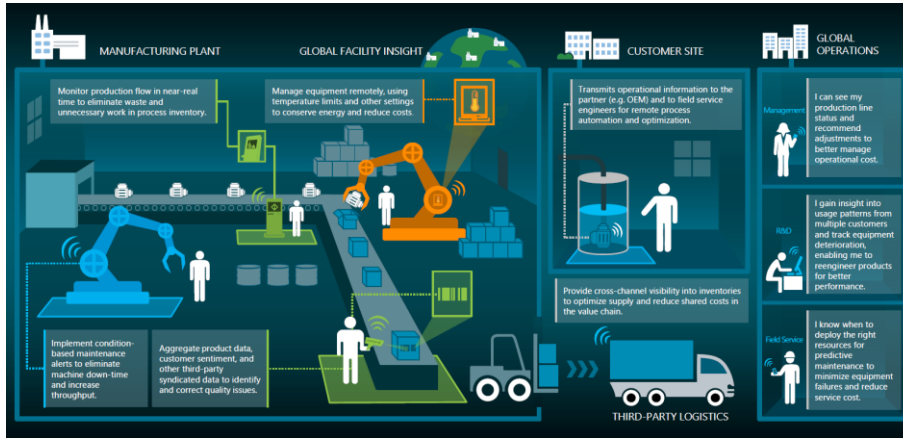 MANUFACTURING PLANT
GLOBAL FACILITY INSIGHT
CUSTOMER SITE
GLOBAL
OPERATIONS
Monitor production flow in near-real
time to eliminate waste and
unnecessary work in process inventory.
Manage equipment remotely, using
temperature limits and other settings
to conserve energy and reduce costs.
Transmits operational information to the
partner (e.g. OEM) and to field service
engineers for remote process
automation and optimization.
Management
I can see my
production line
status and
recommend
adjustments to
better manage
operational cost.
R&D
I gain insight into
usage patterns from
multiple customers
and track equipment
deterioration,
enabling me to
reengineer products
for better
performance.
Provide cross-channel visibility into inventories
to optimize supply and reduce shared costs in
the value chain.
Implement condition-
based maintenance
alerts to eliminate
machine down-time
and increase
throughput.
Aggregate product data,
customer sentiment, and
other third-party
syndicated data to identify
and correct quality issues.
Field Service
I know when to
deploy the right
resources for
predictive
maintenance to
minimize equipment
failures and reduce
service cost.
THIRD-PARTY LOGISTICS